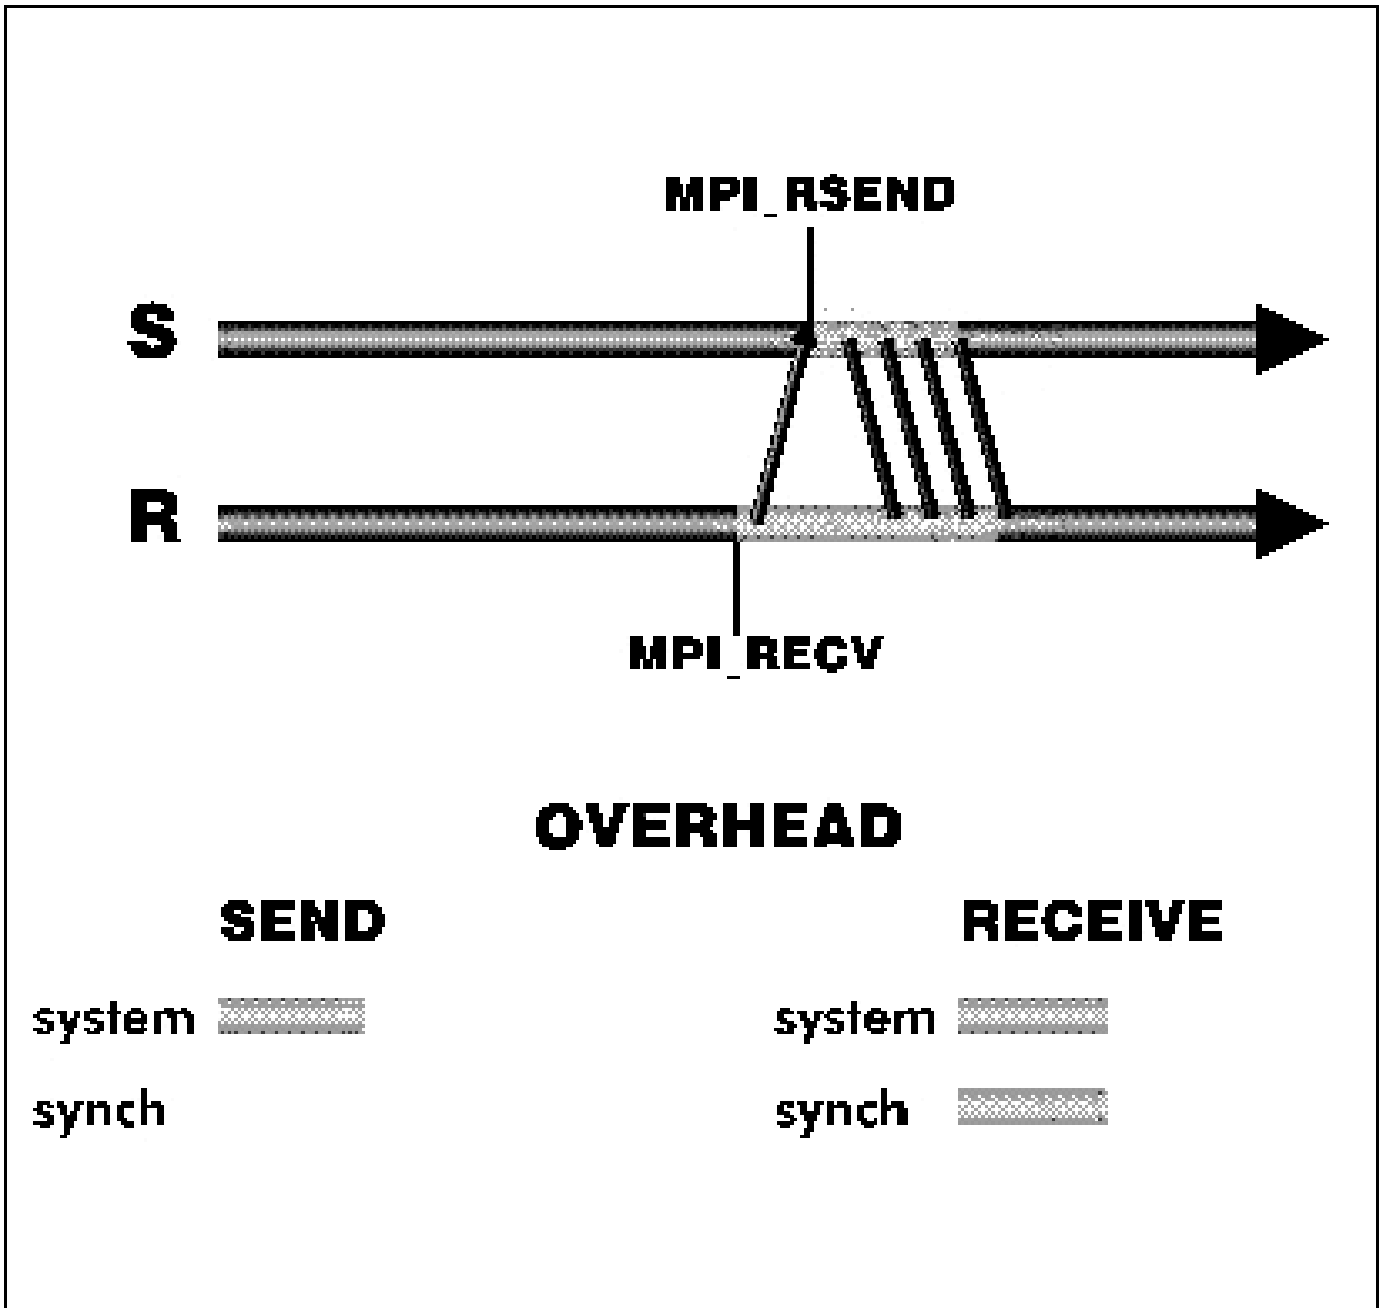 MPI_RSEND
S
R
MPI_RECV
OVERHEAD
SEND RECEIVE
system system
synch synch